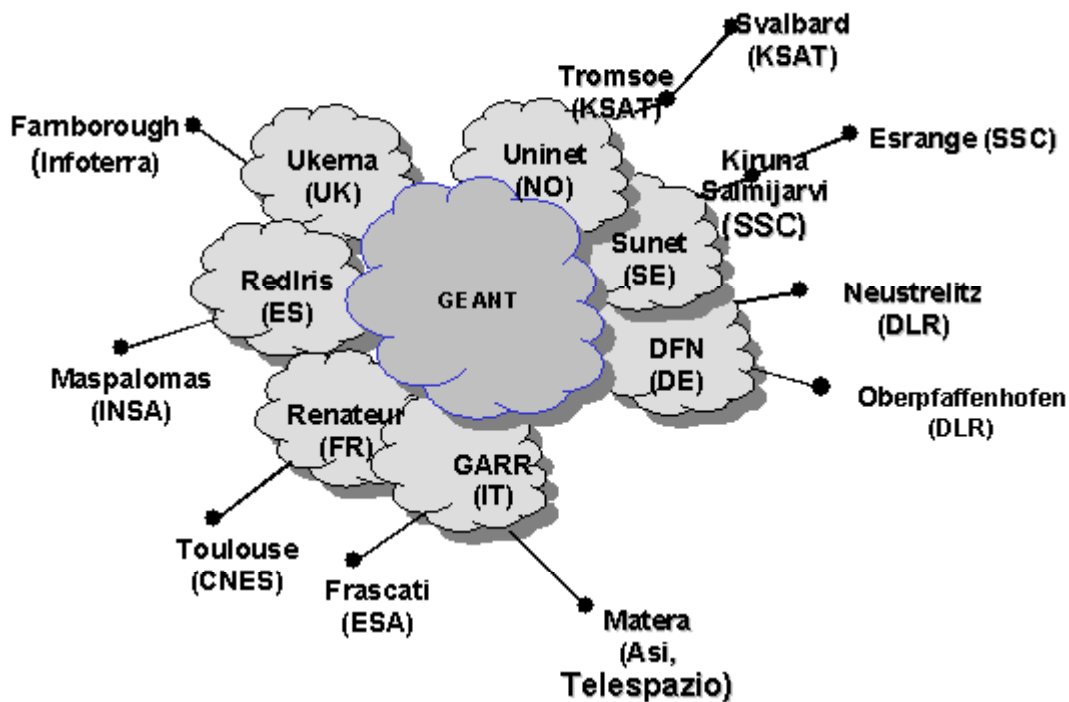 Svalbard
(KSAT)
Tromsoe
(KSAT)
Farnborough
(Infoterra)
Ukerna
(UK)
Uninet
(NO)
Esrange (SSC)
Kiruna
Salmijarvi
(SSC)
Sunet
(SE)
RedIris
(ES)
GEANT
Neustrelitz
(DLR)
DFN
(DE)
Maspalomas
(INSA)
Oberpfaffenhofen
(DLR)
Renateur
(FR)
GARR
(IT)
Toulouse
(CNES)
Frascati
(ESA)
Matera
(Asi,
Telespazio)